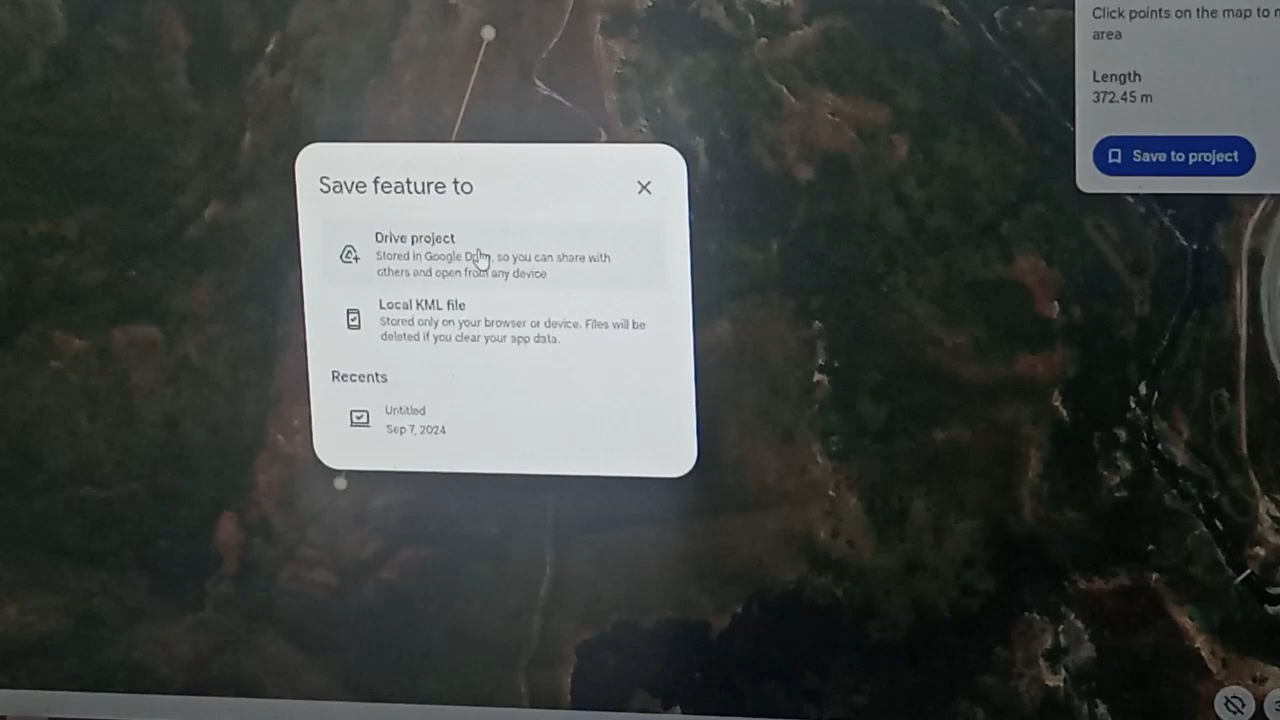 Click points on the map to
area
Length
372.45 m
Save to project
Save feature to
Drive project
Stored in Google, so you can share with
others and open from any device
Local KML file
Stored only on your browser or device. Files will be
deleted if you clear your app data.
Recents
Untitled
Sep 7, 2024